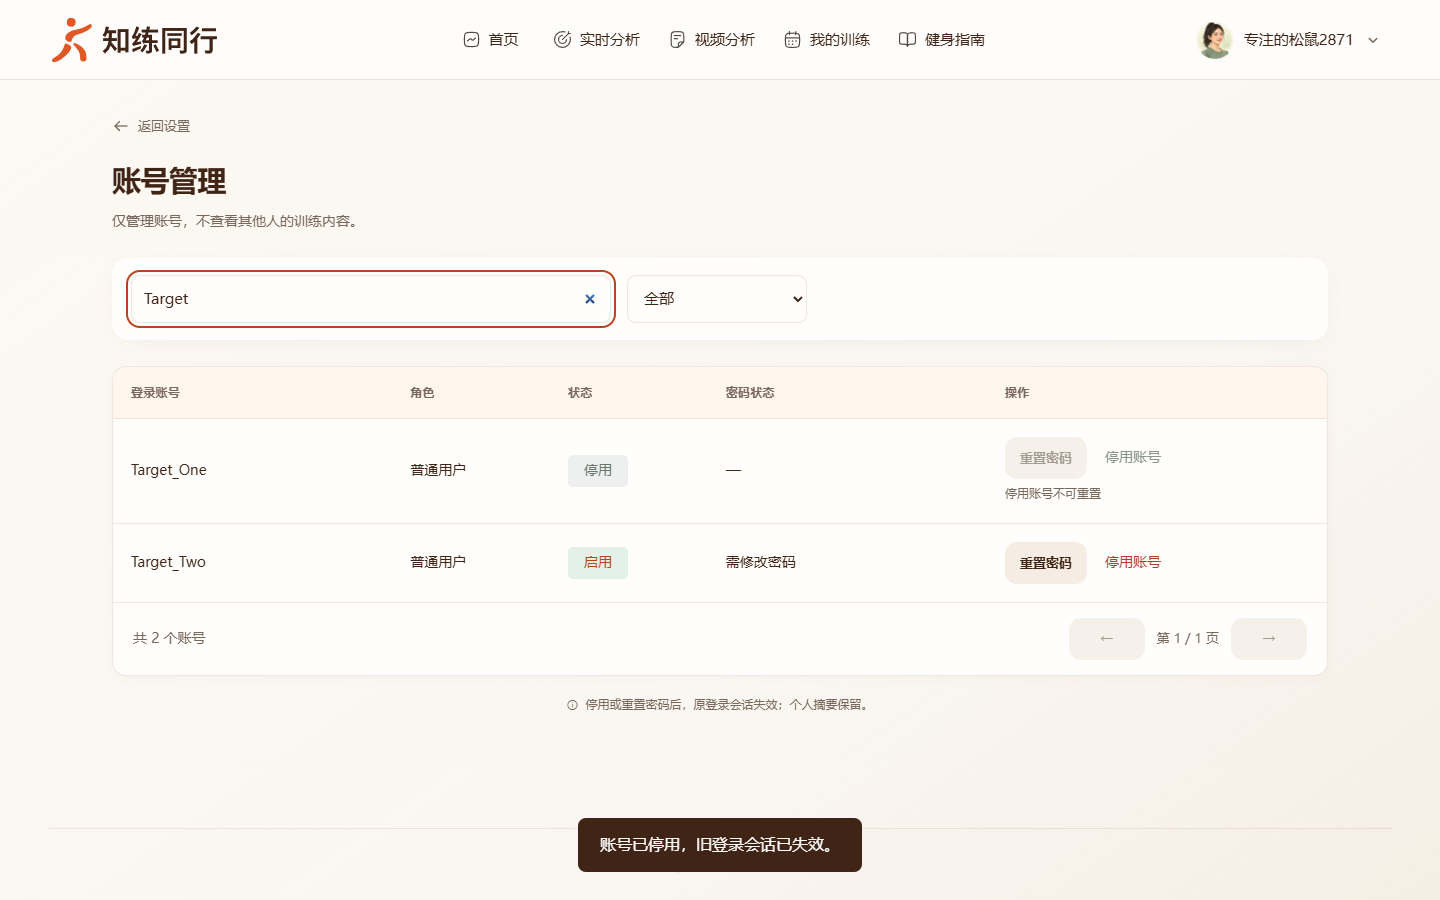 知练同行
首页 实时分析 视频分析 我的训练 健身指南
专注的松鼠2871
← 返回设置
账号管理
仅管理账号，不查看其他人的训练内容。
Target × 全部
登录账号 角色 状态 密码状态 操作
Target_One 普通用户 停用 — 重置密码 停用账号
停用账号不可重置
Target_Two 普通用户 启用 需修改密码 重置密码 停用账号
共 2 个账号 ← 第 1 / 1 页 →
停用或重置密码后，原登录会话失效；个人摘要保留。
账号已停用，旧登录会话已失效。